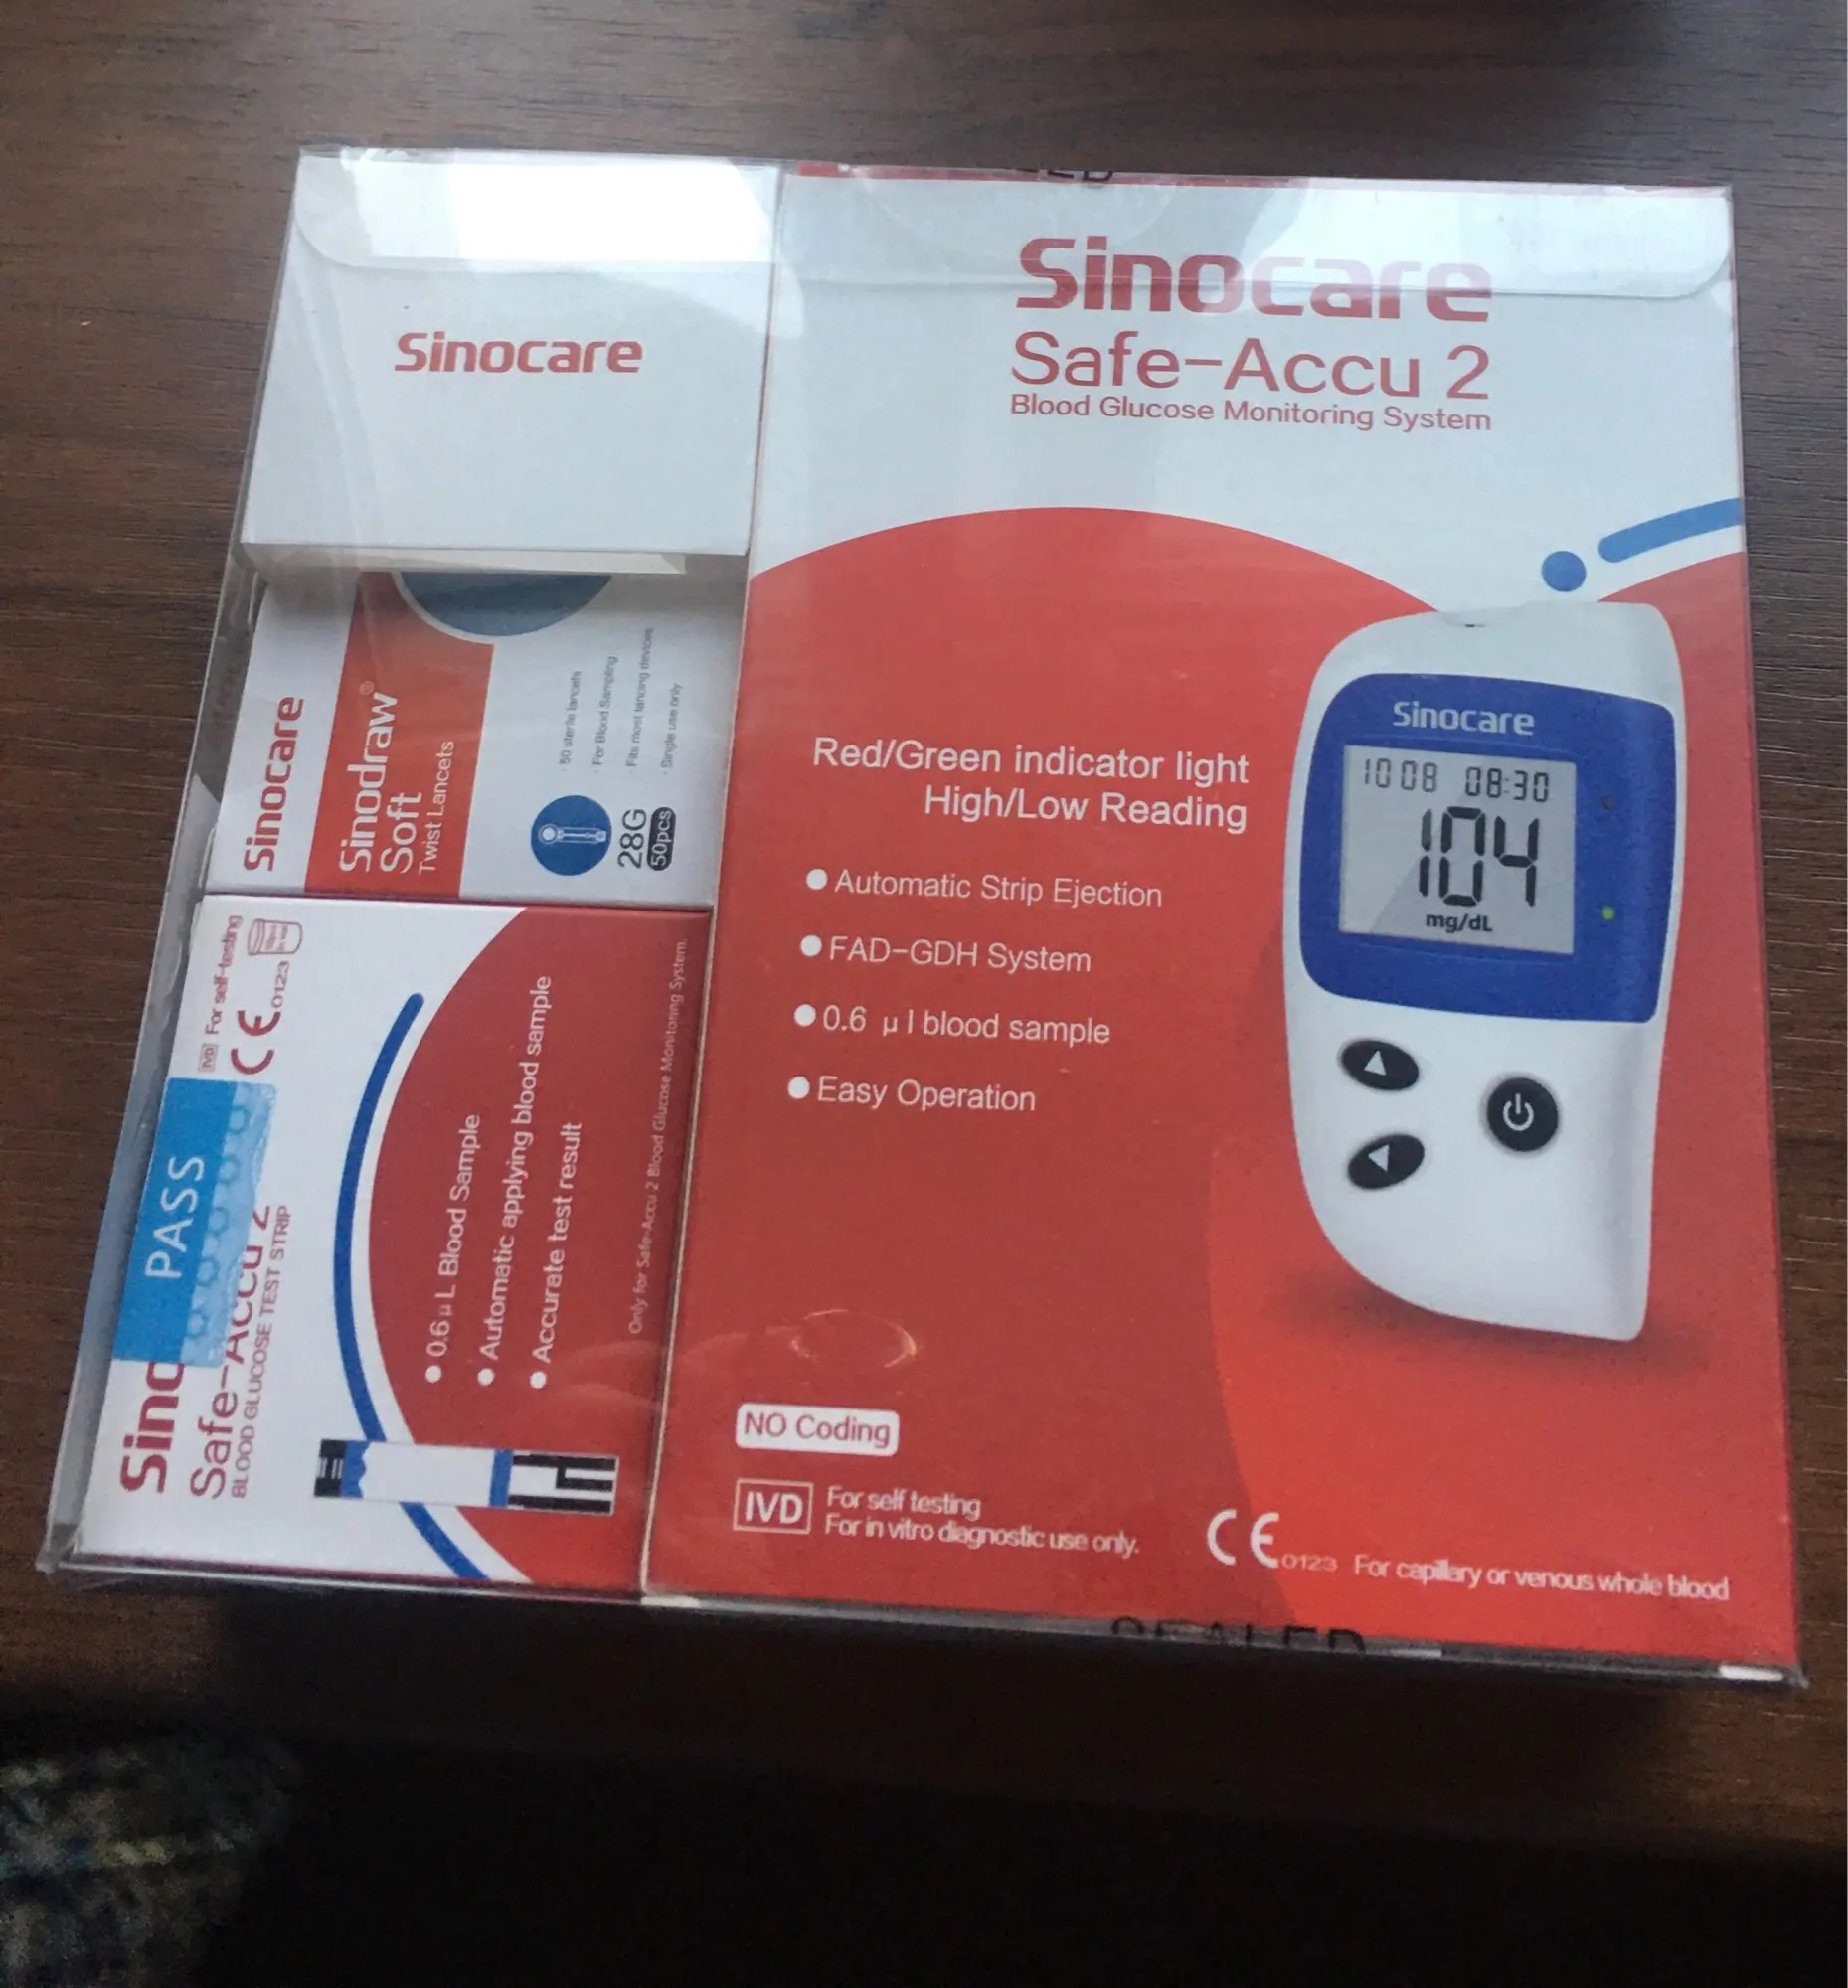 Sinocare
Sinocare
Sinodraw®
Soft
Twist Lancets
· 50 sterile lancets
· For Blood Sampling
· Fits most lancing devices
· Single use only
28G
50pcs
IVD For self-testing
CE 0123
PASS
Safe-Accu 2
BLOOD GLUCOSE TEST STRIP
● 0.6 μL Blood Sample
● Automatic applying blood sample
● Accurate test result
Only for Safe-Accu 2 Blood Glucose Monitoring System.
Sinocare
Safe-Accu 2
Blood Glucose Monitoring System
Red/Green indicator light
High/Low Reading
● Automatic Strip Ejection
● FAD-GDH System
● 0.6 μl blood sample
● Easy Operation
Sinocare
10 08 08:30
104
mg/dL
NO Coding
IVD
For self testing
For in vitro diagnostic use only.
CE 0123 For capillary or venous whole blood
SEALED